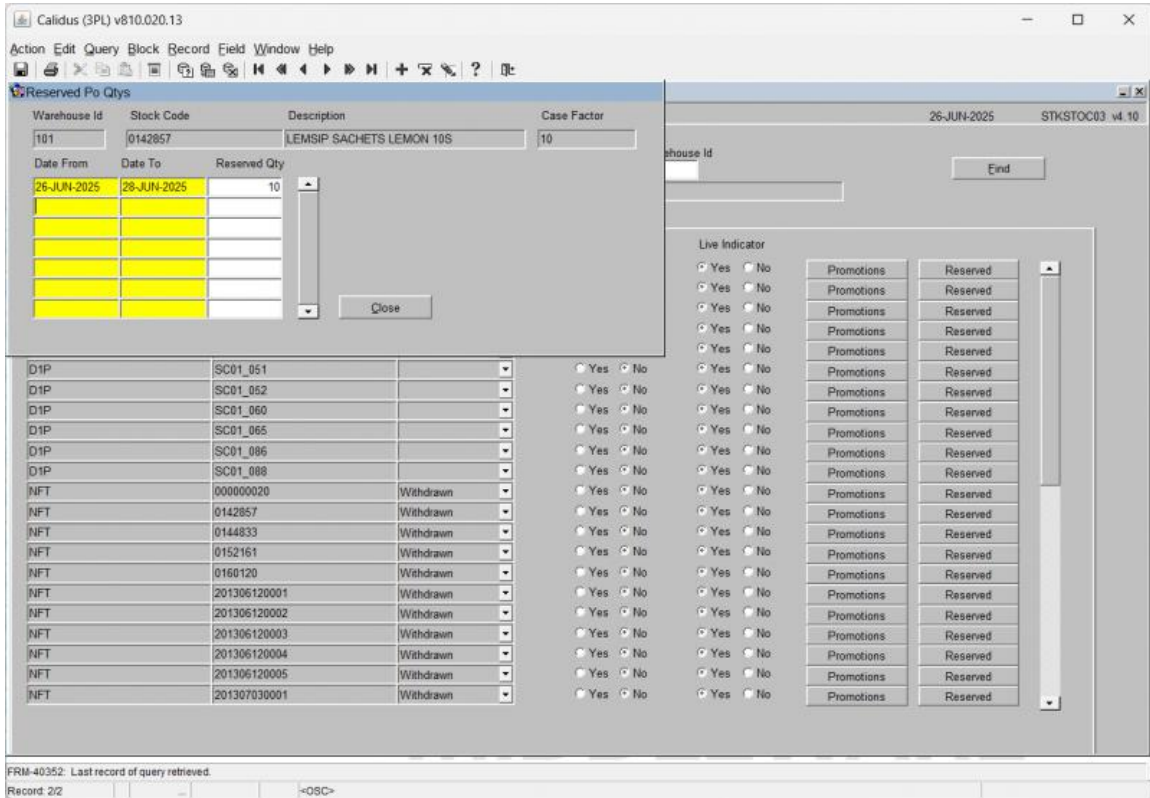 Calidus (3PL) v810.020.13
Action Edit Query Block Record Field Window Help
Reserved Po Qtys
26-JUN-2025 STKSTOC03 v4.10
Warehouse Id Stock Code Description Case Factor
101 0142857 LEMSIP SACHETS LEMON 10S 10
ehouse Id
Find
Date From Date To Reserved Qty
26-JUN-2025 28-JUN-2025 10
Close
Live Indicator
Yes No Promotions Reserved
Yes No Promotions Reserved
Yes No Promotions Reserved
Yes No Promotions Reserved
Yes No Promotions Reserved
D1P SC01_051 Yes No Yes No Promotions Reserved
D1P SC01_052 Yes No Yes No Promotions Reserved
D1P SC01_060 Yes No Yes No Promotions Reserved
D1P SC01_065 Yes No Yes No Promotions Reserved
D1P SC01_086 Yes No Yes No Promotions Reserved
D1P SC01_088 Yes No Yes No Promotions Reserved
NFT 000000020 Withdrawn Yes No Yes No Promotions Reserved
NFT 0142857 Withdrawn Yes No Yes No Promotions Reserved
NFT 0144833 Withdrawn Yes No Yes No Promotions Reserved
NFT 0152161 Withdrawn Yes No Yes No Promotions Reserved
NFT 0160120 Withdrawn Yes No Yes No Promotions Reserved
NFT 201306120001 Withdrawn Yes No Yes No Promotions Reserved
NFT 201306120002 Withdrawn Yes No Yes No Promotions Reserved
NFT 201306120003 Withdrawn Yes No Yes No Promotions Reserved
NFT 201306120004 Withdrawn Yes No Yes No Promotions Reserved
NFT 201306120005 Withdrawn Yes No Yes No Promotions Reserved
NFT 201307030001 Withdrawn Yes No Yes No Promotions Reserved
FRM-40352: Last record of query retrieved.
Record: 2/2 ... <OSC>